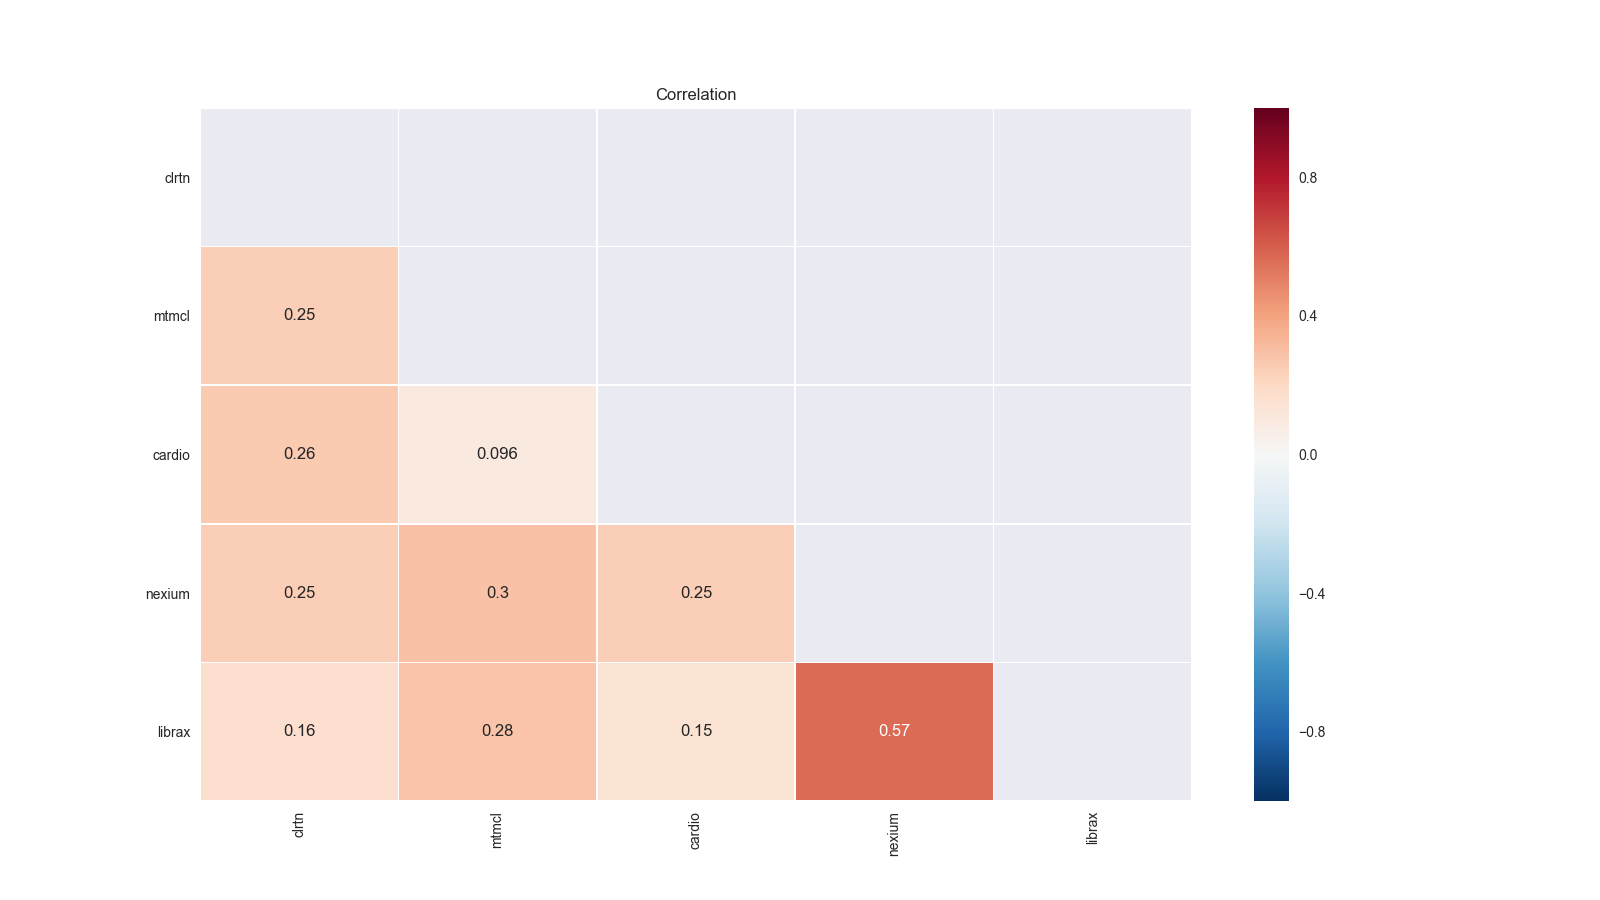 Correlation
clrtn
mtmcl
0.25
cardio
0.26 0.096
nexium
0.25 0.3 0.25
librax
0.16 0.28 0.15 0.57
clrtn mtmcl cardio nexium librax
0.8
0.4
0.0
−0.4
−0.8